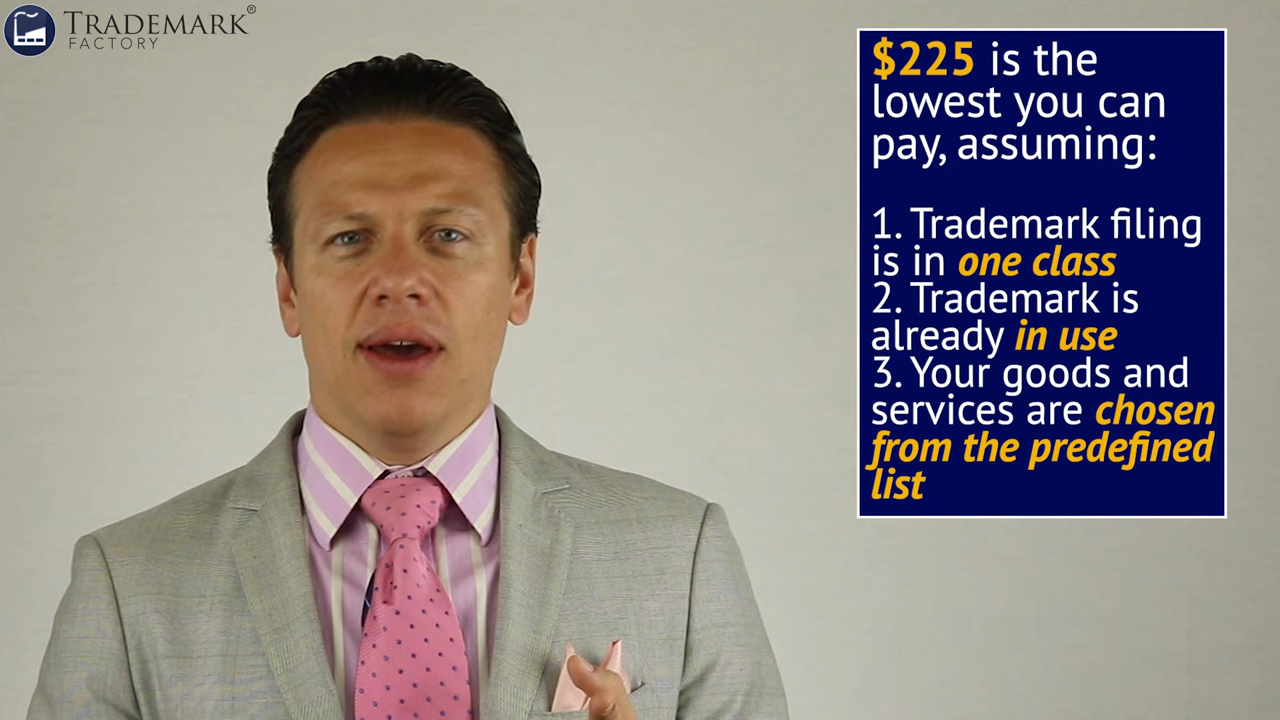 TRADEMARK®
FACTORY
$225 is the
lowest you can
pay, assuming:
1. Trademark filing
is in one class
2. Trademark is
already in use
3. Your goods and
services are chosen
from the predefined
list